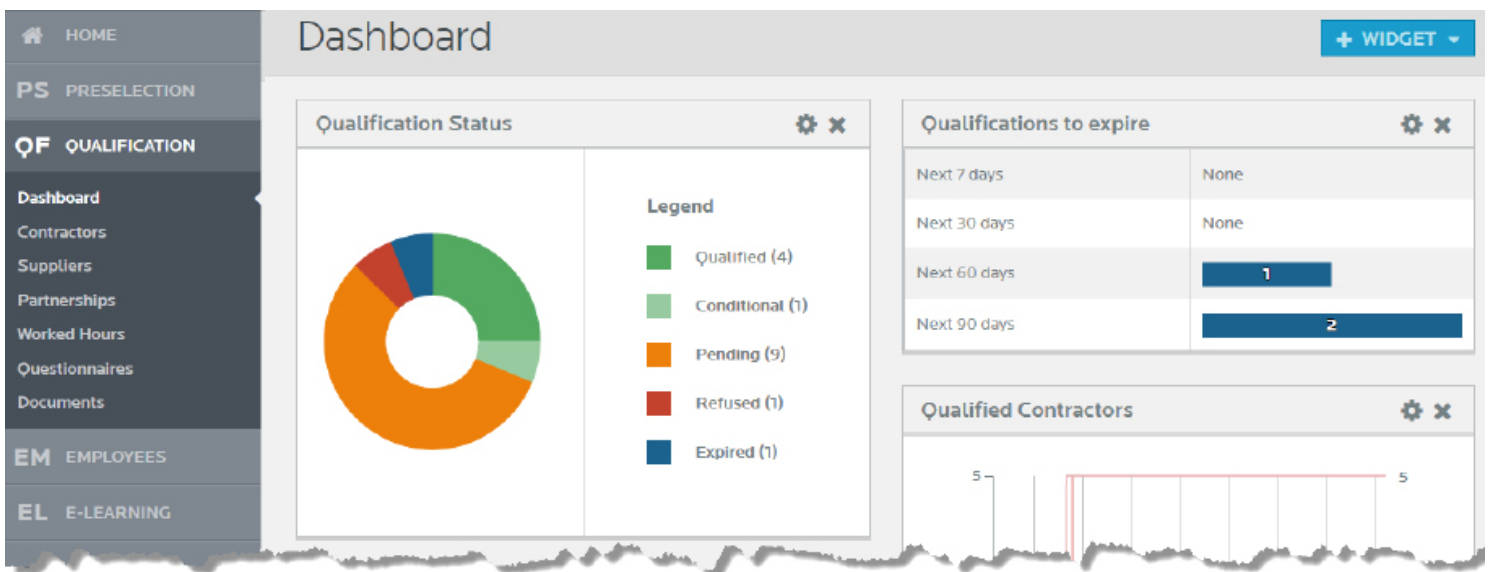 HOME
PS PRESELECTION
QF QUALIFICATION
Dashboard
Contractors
Suppliers
Partnerships
Worked Hours
Questionnaires
Documents
EM EMPLOYEES
EL E-LEARNING
Dashboard
+ WIDGET
Qualification Status
Legend
Qualified (4)
Conditional (1)
Pending (9)
Refused (1)
Expired (1)
Qualifications to expire
Next 7 days None
Next 30 days None
Next 60 days 1
Next 90 days 2
Qualified Contractors
5 5